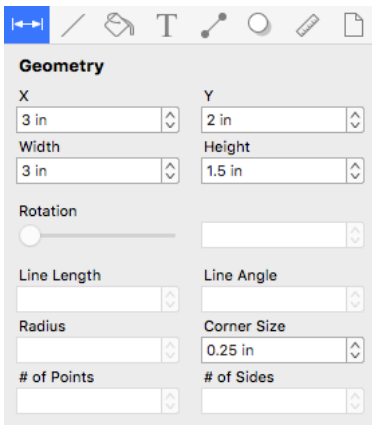 T
Geometry
X Y
3 in 2 in
Width Height
3 in 1.5 in
Rotation
Line Length Line Angle
Radius Corner Size
0.25 in
# of Points # of Sides